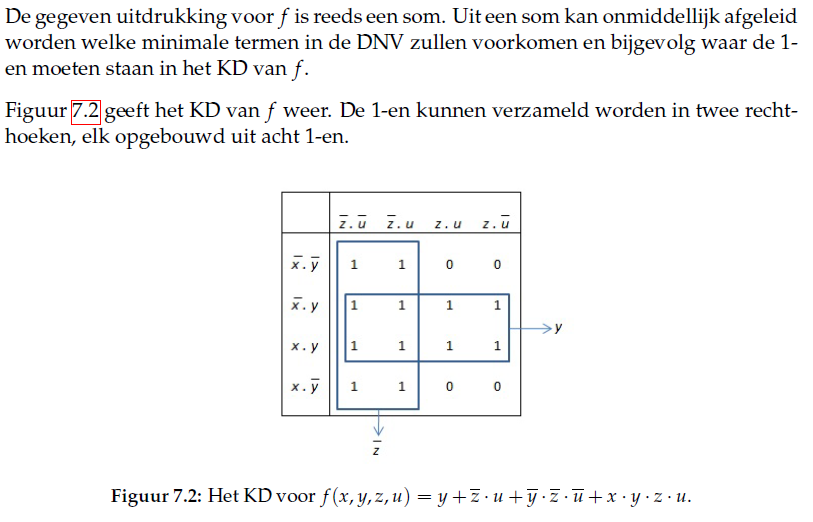 De gegeven uitdrukking voor f is reeds een som. Uit een som kan onmiddellijk afgeleid
worden welke minimale termen in de DNV zullen voorkomen en bijgevolg waar de 1-
en moeten staan in het KD van f.
Figuur 7.2 geeft het KD van f weer. De 1-en kunnen verzameld worden in twee recht-
hoeken, elk opgebouwd uit acht 1-en.
z̅.u̅ z̅.u z.u z.u̅
x̅.y̅ 1 1 0 0
x̅.y 1 1 1 1
y
x.y 1 1 1 1
x.y̅ 1 1 0 0
z̅
Figuur 7.2: Het KD voor f(x,y,z,u) = y + z̅ · u + y̅ · z̅ · u̅ + x · y · z · u.